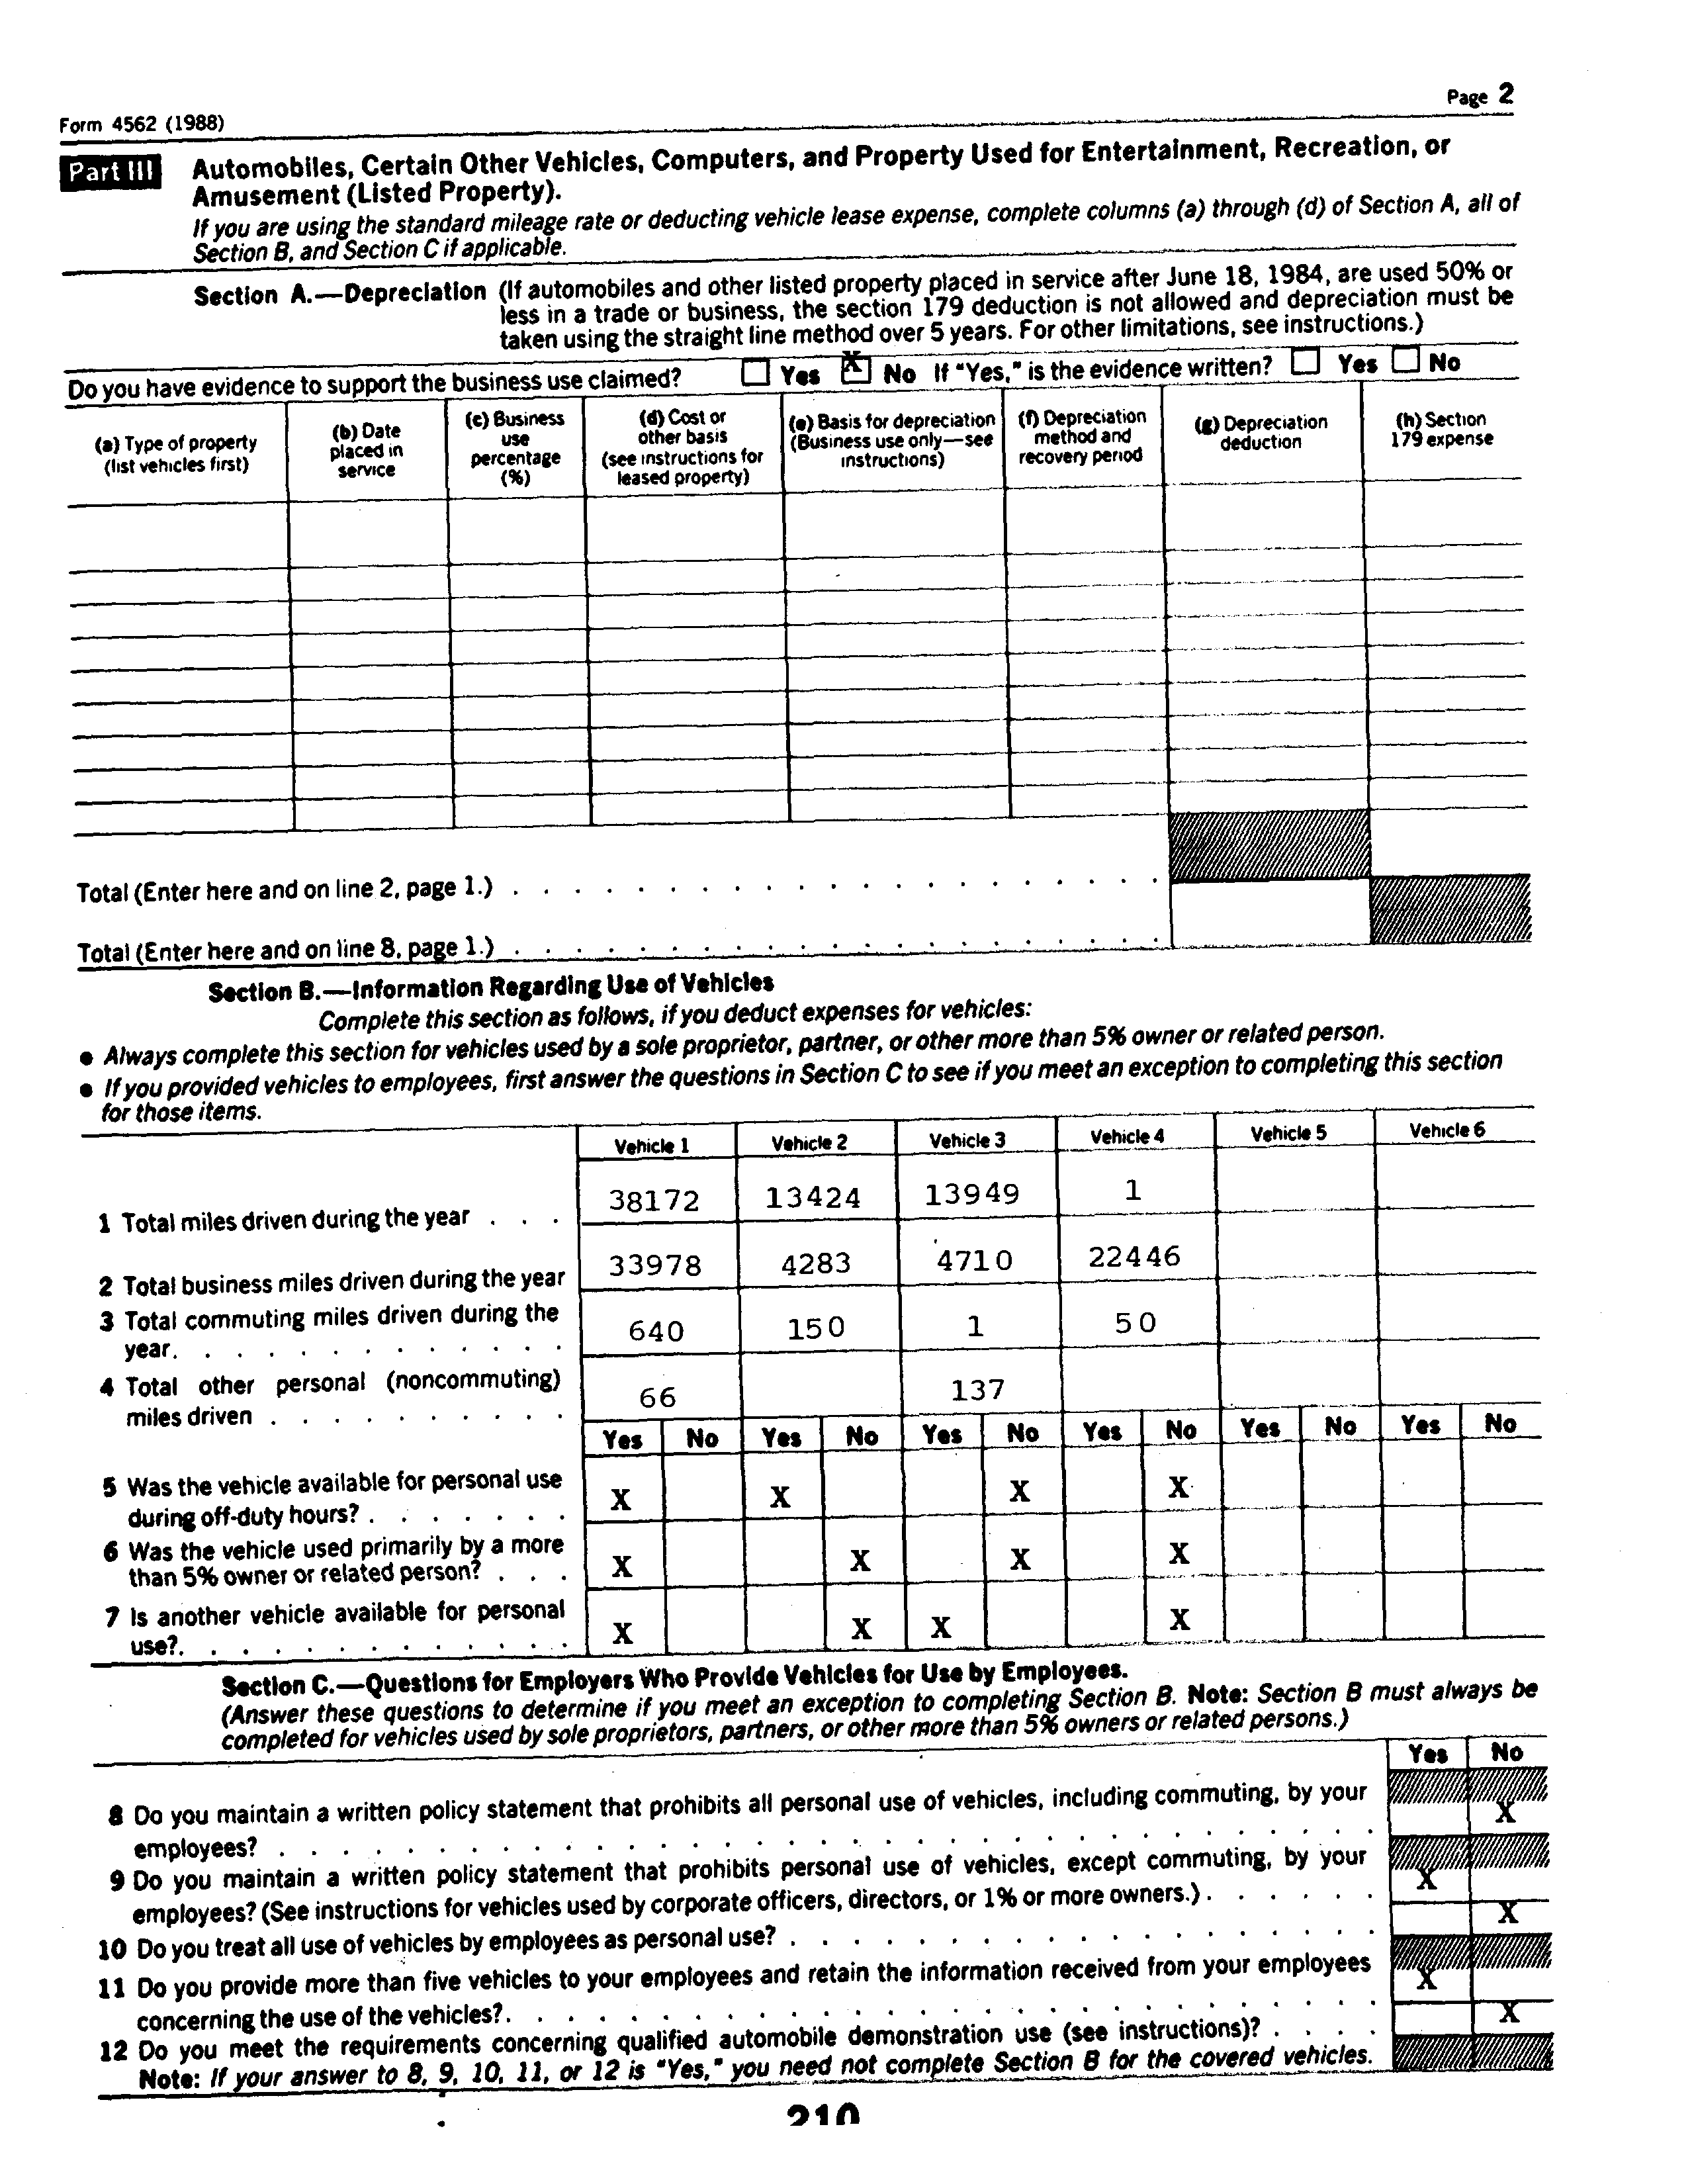 Form 4562 (1988)
Page 2
Part III Automobiles, Certain Other Vehicles, Computers, and Property Used for Entertainment, Recreation, or
Amusement (Listed Property).
If you are using the standard mileage rate or deducting vehicle lease expense, complete columns (a) through (d) of Section A, all of
Section B, and Section C if applicable.
Section A.—Depreciation (If automobiles and other listed property placed in service after June 18, 1984, are used 50% or
less in a trade or business, the section 179 deduction is not allowed and depreciation must be
taken using the straight line method over 5 years. For other limitations, see instructions.)
Do you have evidence to support the business use claimed? Yes X No If "Yes," is the evidence written? Yes No
(a) Type of property
(list vehicles first)
(b) Date
placed in
service
(c) Business
use
percentage
(%)
(d) Cost or
other basis
(see instructions for
leased property)
(e) Basis for depreciation
(Business use only—see
instructions)
(f) Depreciation
method and
recovery period
(g) Depreciation
deduction
(h) Section
179 expense
Total (Enter here and on line 2, page 1.) . . . . . . . . . . . . . . . . . . . . .
Total (Enter here and on line 8, page 1.) . . . . . . . . . . . . . . . . . . . . .
Section B.—Information Regarding Use of Vehicles
Complete this section as follows, if you deduct expenses for vehicles:
● Always complete this section for vehicles used by a sole proprietor, partner, or other more than 5% owner or related person.
● If you provided vehicles to employees, first answer the questions in Section C to see if you meet an exception to completing this section
for those items.
Vehicle 1 Vehicle 2 Vehicle 3 Vehicle 4 Vehicle 5 Vehicle 6
1 Total miles driven during the year . . . 38172 13424 13949 1
2 Total business miles driven during the year 33978 4283 4710 22446
3 Total commuting miles driven during the
year. . . . . . . . . . . . . 640 150 1 50
4 Total other personal (noncommuting)
miles driven . . . . . . . . . . 66 137
Yes No Yes No Yes No Yes No Yes No Yes No
5 Was the vehicle available for personal use
during off-duty hours? . . . . . . . X X X X
6 Was the vehicle used primarily by a more
than 5% owner or related person? . . . X X X X
7 Is another vehicle available for personal
use?. . . . . . . . . . . . . X X X X
Section C.—Questions for Employers Who Provide Vehicles for Use by Employees.
(Answer these questions to determine if you meet an exception to completing Section B. Note: Section B must always be
completed for vehicles used by sole proprietors, partners, or other more than 5% owners or related persons.)
Yes No
8 Do you maintain a written policy statement that prohibits all personal use of vehicles, including commuting, by your
employees? . . . . . . . . . . . . . . . . . . . . . . . . . . . . . . . . . . . X
9 Do you maintain a written policy statement that prohibits personal use of vehicles, except commuting, by your
employees? (See instructions for vehicles used by corporate officers, directors, or 1% or more owners.) . . . . . . X
10 Do you treat all use of vehicles by employees as personal use? . . . . . . . . . . . . . . . . . . . X
11 Do you provide more than five vehicles to your employees and retain the information received from your employees
concerning the use of the vehicles?. . . . . . . . . . . . . . . . . . . . . . . . . . . . X
12 Do you meet the requirements concerning qualified automobile demonstration use (see instructions)? . . . . X
Note: If your answer to 8, 9, 10, 11, or 12 is "Yes," you need not complete Section B for the covered vehicles.
210